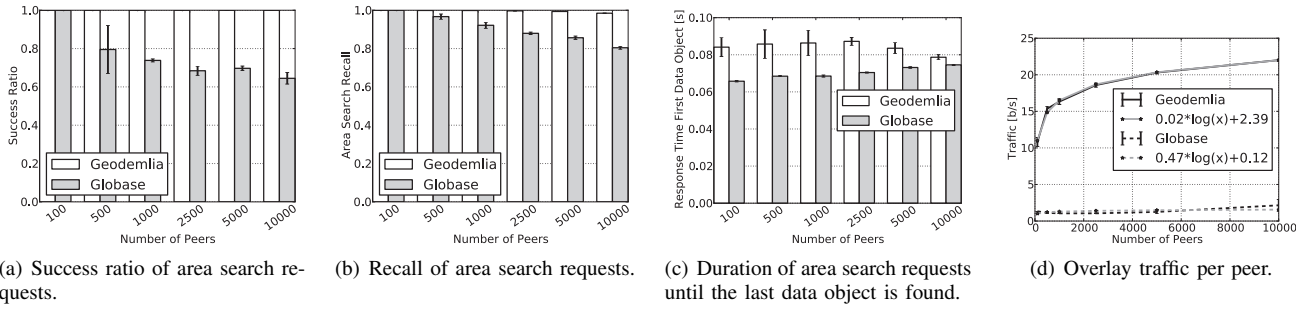 1.0
0.8
0.6
0.4
0.2
0.0
Success Ratio
100
500
1000
2500
5000
10000
Number of Peers
Geodemlia
Globase
1.0
0.8
0.6
0.4
0.2
0.0
Area Search Recall
100
500
1000
2500
5000
10000
Number of Peers
Geodemlia
Globase
0.10
0.08
0.06
0.04
0.02
0.00
Response Time First Data Object [s]
100
500
1000
2500
5000
10000
Number of Peers
Geodemlia
Globase
25
20
15
10
5
0
Traffic [b/s]
0
2000
4000
6000
8000
10000
Number of Peers
Geodemlia
0.02*log(x)+2.39
Globase
0.47*log(x)+0.12
(a) Success ratio of area search re-
quests.
(b) Recall of area search requests.
(c) Duration of area search requests
until the last data object is found.
(d) Overlay traffic per peer.